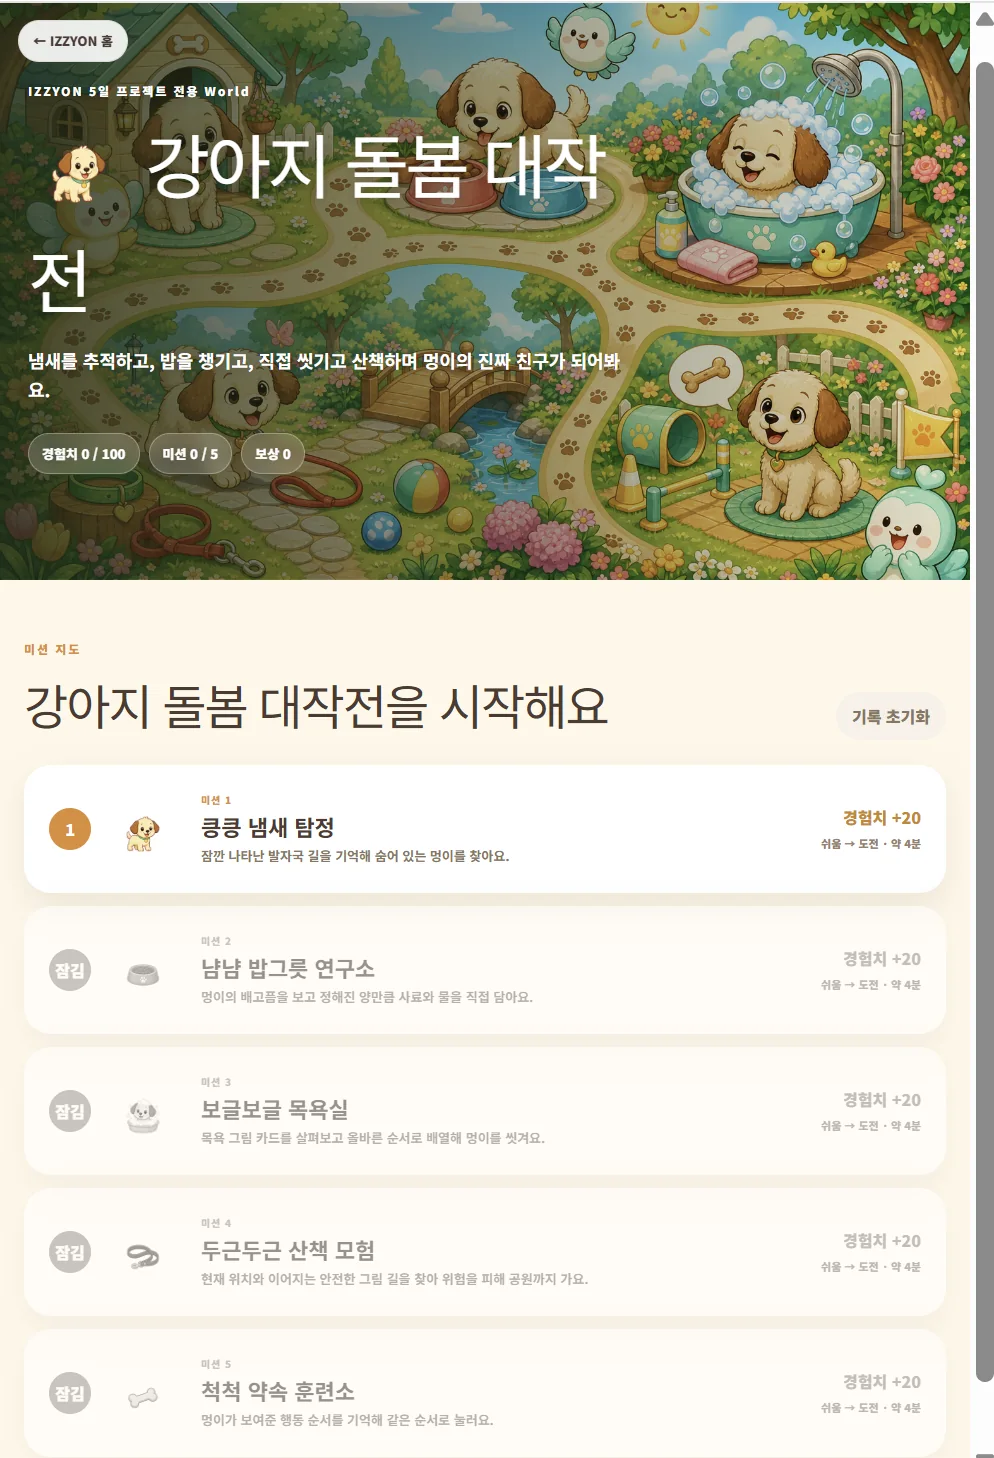 ← IZZYON 홈
IZZYON 5일 프로젝트 전용 World
강아지 돌봄 대작
전
냄새를 추적하고, 밥을 챙기고, 직접 씻기고 산책하며 멍이의 진짜 친구가 되어봐
요.
경험치 0 / 100 미션 0 / 5 보상 0
미션 지도
강아지 돌봄 대작전을 시작해요
기록 초기화
1
미션 1
킁킁 냄새 탐정
잠깐 나타난 발자국 길을 기억해 숨어 있는 멍이를 찾아요.
경험치 +20
쉬움 → 도전 · 약 4분
잠김
미션 2
냠냠 밥그릇 연구소
멍이의 배고픔을 보고 정해진 양만큼 사료와 물을 직접 담아요.
경험치 +20
쉬움 → 도전 · 약 4분
잠김
미션 3
보글보글 목욕실
목욕 그림 카드를 살펴보고 올바른 순서로 배열해 멍이를 씻겨요.
경험치 +20
쉬움 → 도전 · 약 4분
잠김
미션 4
두근두근 산책 모험
현재 위치와 이어지는 안전한 그림 길을 찾아 위험을 피해 공원까지 가요.
경험치 +20
쉬움 → 도전 · 약 4분
잠김
미션 5
척척 약속 훈련소
멍이가 보여준 행동 순서를 기억해 같은 순서로 눌러요.
경험치 +20
쉬움 → 도전 · 약 4분